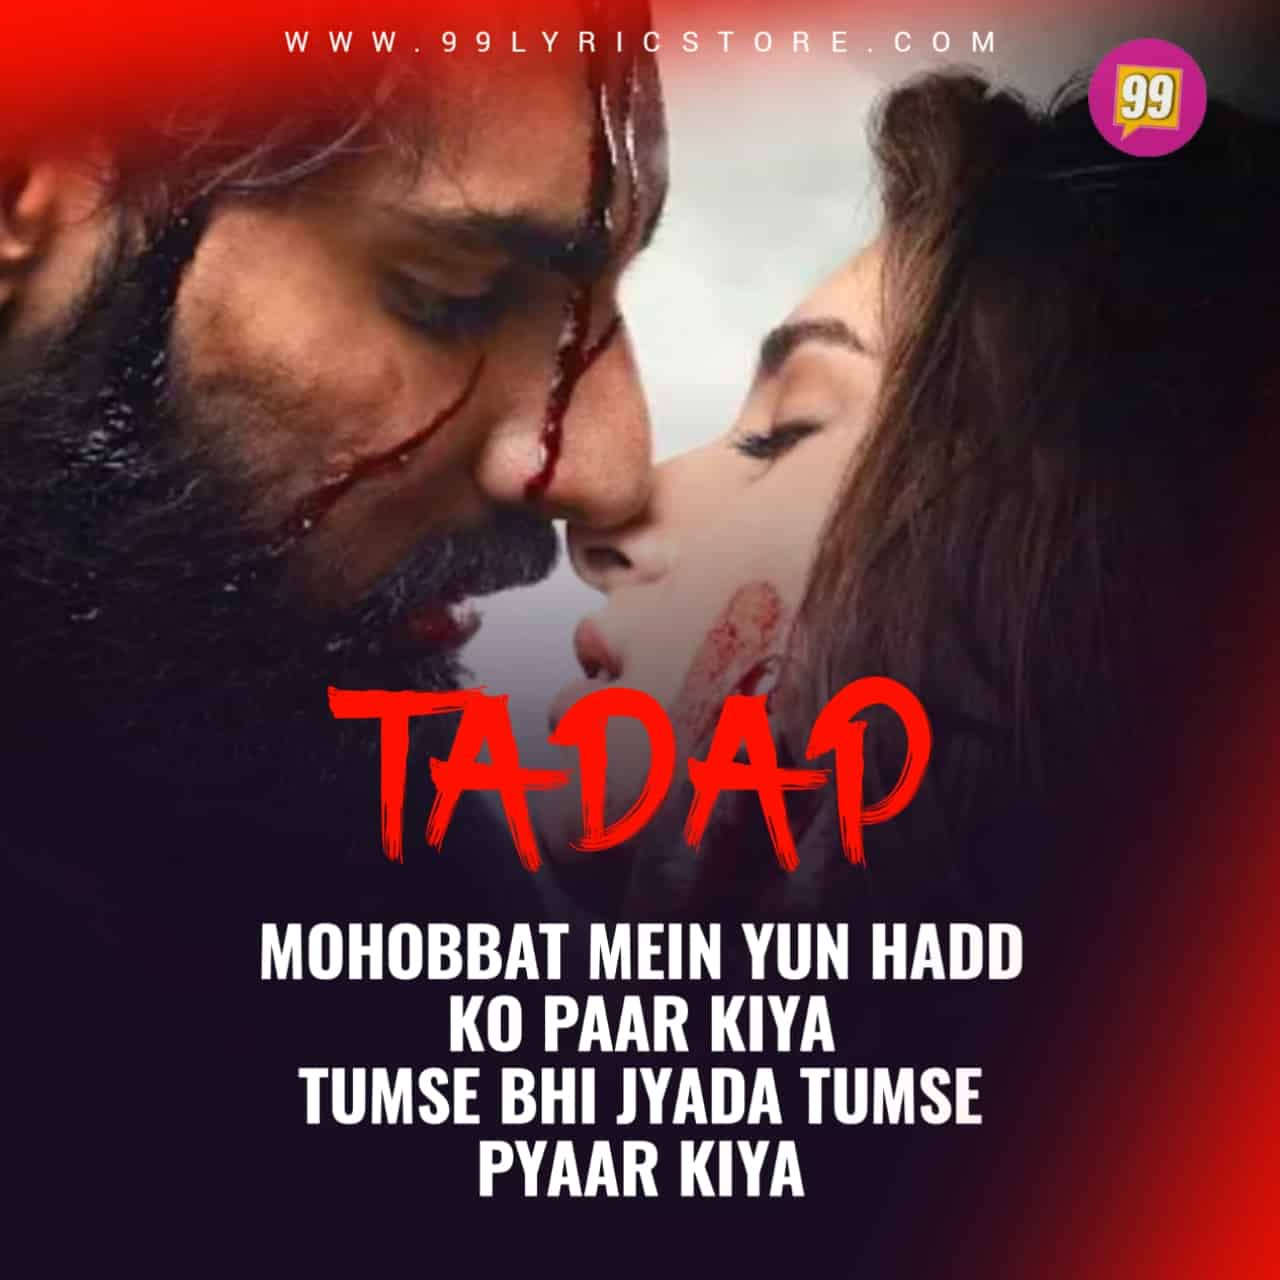 WWW.99LYRICSTORE.COM
99
TADAP
MOHOBBAT MEIN YUN HADD
KO PAAR KIYA
TUMSE BHI JYADA TUMSE
PYAAR KIYA